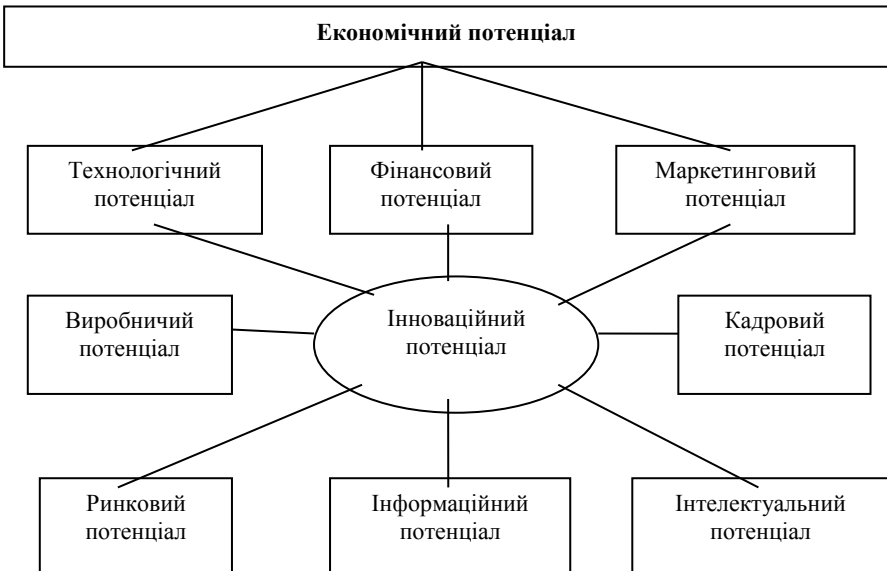 Економічний потенціал
Технологічний
потенціал
Фінансовий
потенціал
Маркетинговий
потенціал
Виробничий
потенціал
Інноваційний
потенціал
Кадровий
потенціал
Ринковий
потенціал
Інформаційний
потенціал
Інтелектуальний
потенціал